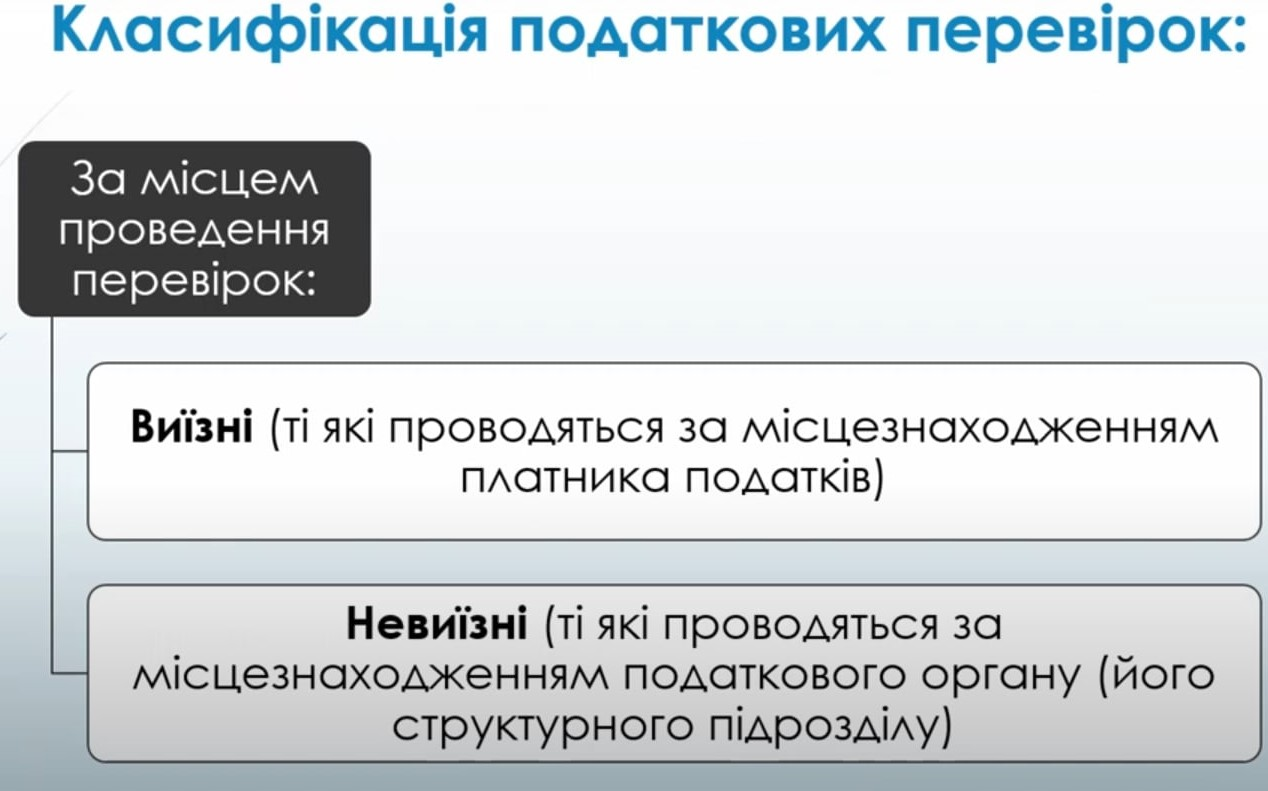 Класифікація податкових перевірок:
За місцем
проведення
перевірок:
Виїзні (ті які проводяться за місцезнаходженням
платника податків)
Невиїзні (ті які проводяться за
місцезнаходженням податкового органу (його
структурного підрозділу)